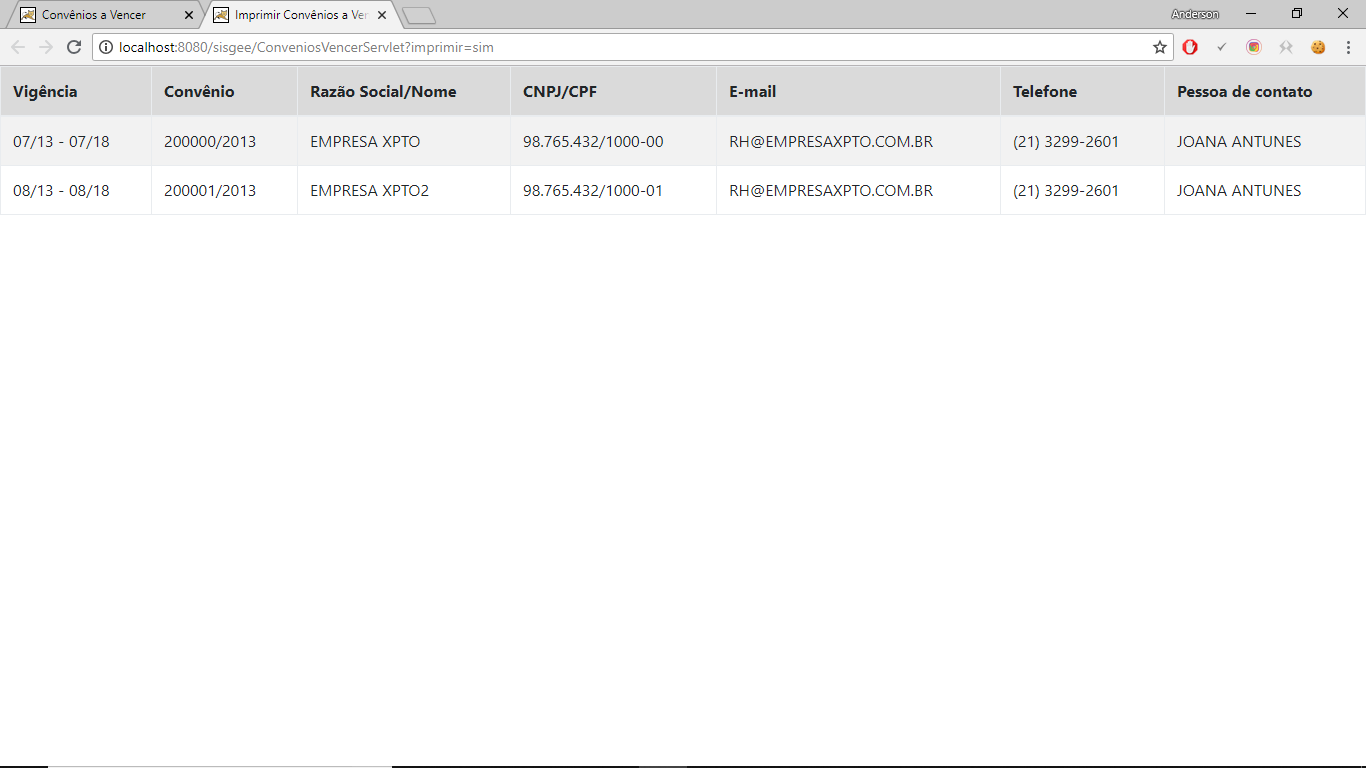 Convênios a Vencer
Imprimir Convênios a Ver
Anderson
localhost:8080/sisgee/ConveniosVencerServlet?imprimir=sim
Vigência Convênio Razão Social/Nome CNPJ/CPF E-mail Telefone Pessoa de contato
07/13 - 07/18 200000/2013 EMPRESA XPTO 98.765.432/1000-00 RH@EMPRESAXPTO.COM.BR (21) 3299-2601 JOANA ANTUNES
08/13 - 08/18 200001/2013 EMPRESA XPTO2 98.765.432/1000-01 RH@EMPRESAXPTO.COM.BR (21) 3299-2601 JOANA ANTUNES